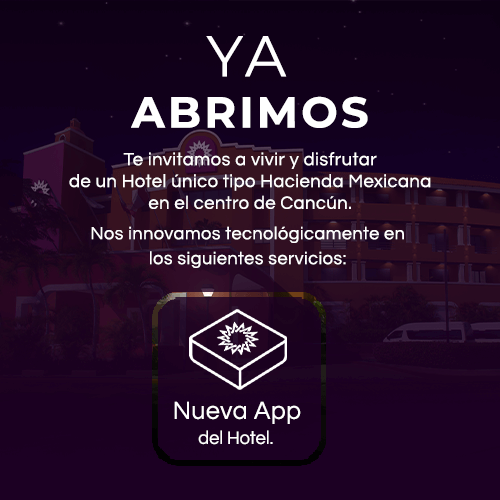 YA
ABRIMOS
Te invitamos a vivir y disfrutar
de un Hotel único tipo Hacienda Mexicana
en el centro de Cancún.
Nos innovamos tecnológicamente en
los siguientes servicios:
Nueva App
del Hotel.